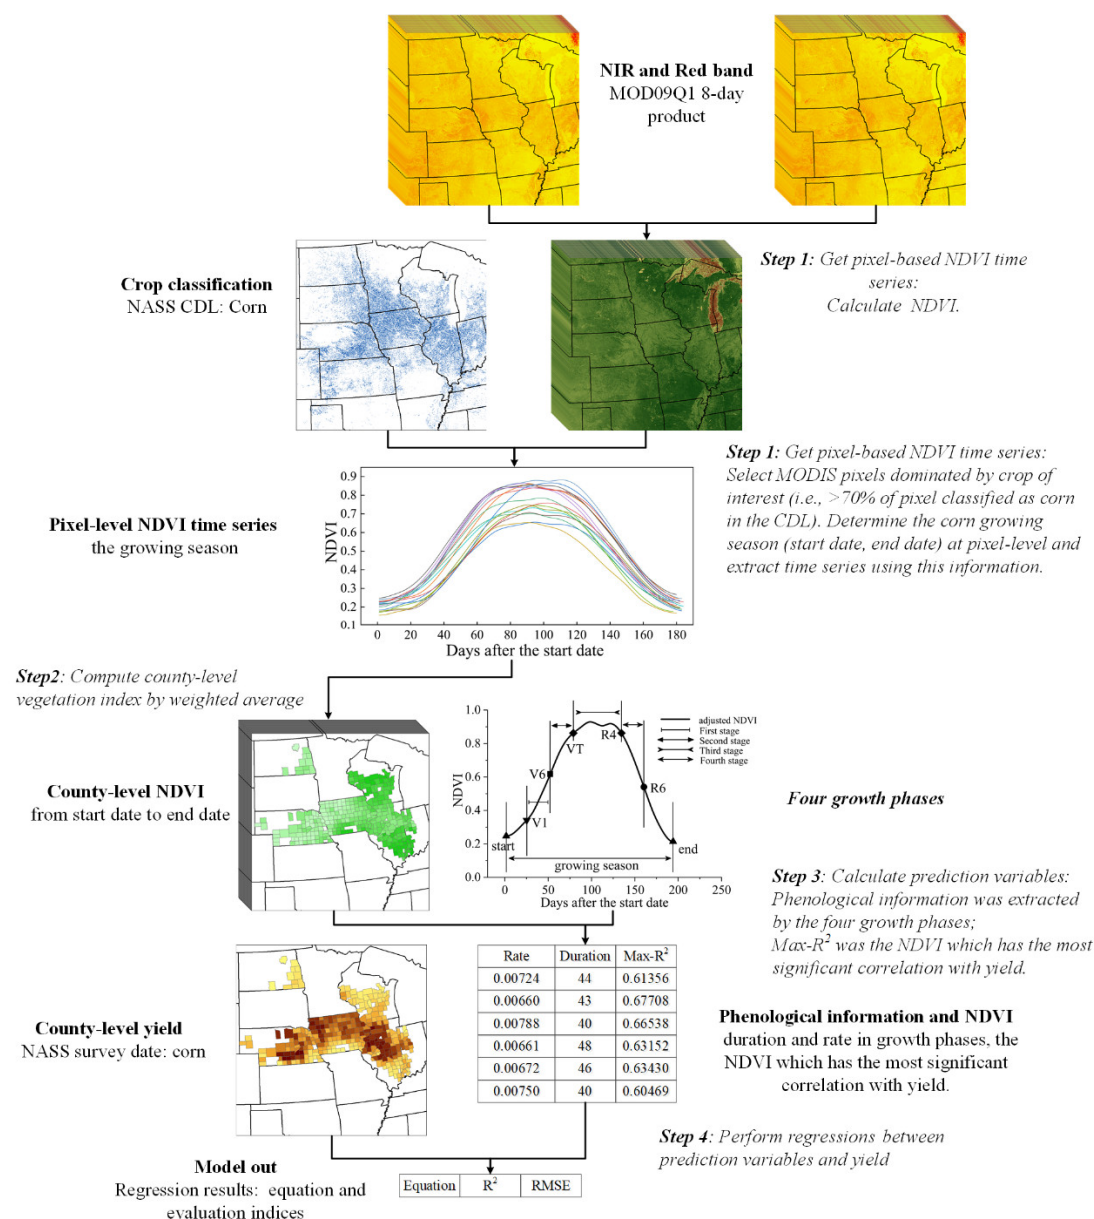 NIR and Red band
MOD09Q1 8-day
product
Crop classification
NASS CDL: Corn
Step 1: Get pixel-based NDVI time
series:
Calculate NDVI.
Step 1: Get pixel-based NDVI time series:
Select MODIS pixels dominated by crop of
interest (i.e., >70% of pixel classified as corn
in the CDL). Determine the corn growing
season (start date, end date) at pixel-level and
extract time series using this information.
Pixel-level NDVI time series
the growing season
NDVI
0.9
0.8
0.7
0.6
0.5
0.4
0.3
0.2
0.1
0 20 40 60 80 100 120 140 160 180
Days after the start date
Step2: Compute county-level
vegetation index by weighted average
County-level NDVI
from start date to end date
NDVI
1.0
0.8
0.6
0.4
0.2
0.0
0 50 100 150 200 250
Days after the start date
start
V1
V6
VT
R4
R6
end
growing season
adjusted NDVI
First stage
Second stage
Third stage
Fourth stage
Four growth phases
Step 3: Calculate prediction variables:
Phenological information was extracted
by the four growth phases;
Max-R² was the NDVI which has the most
significant correlation with yield.
County-level yield
NASS survey date: corn
Rate Duration Max-R²
0.00724 44 0.61356
0.00660 43 0.67708
0.00788 40 0.66538
0.00661 48 0.63152
0.00672 46 0.63430
0.00750 40 0.60469
Phenological information and NDVI
duration and rate in growth phases, the
NDVI which has the most significant
correlation with yield.
Step 4: Perform regressions between
prediction variables and yield
Model out
Regression results: equation and
evaluation indices
Equation R² RMSE